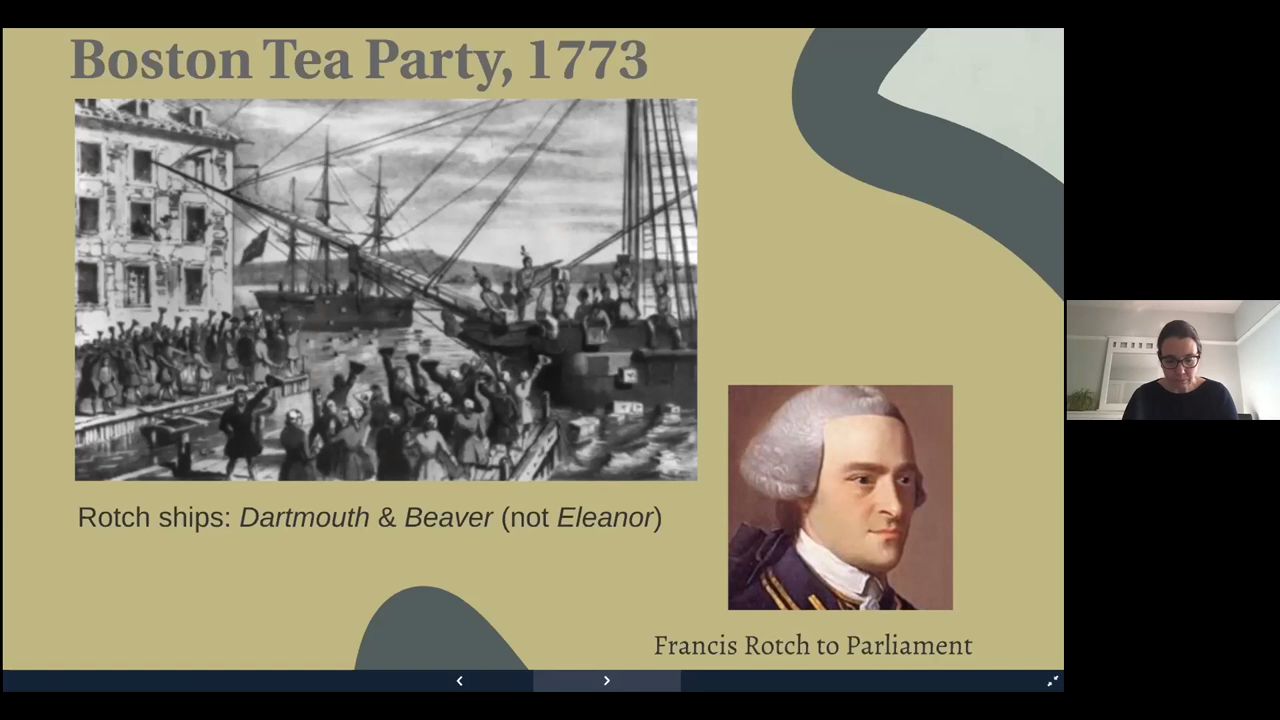 Boston Tea Party, 1773
Rotch ships: Dartmouth & Beaver (not Eleanor)
Francis Rotch to Parliament